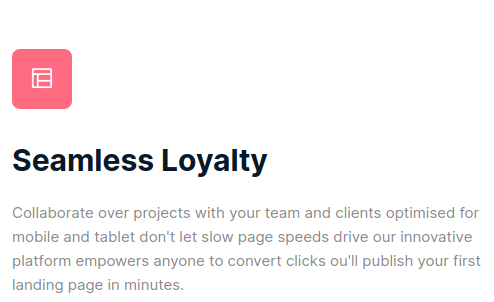 Seamless Loyalty
Collaborate over projects with your team and clients optimised for
mobile and tablet don't let slow page speeds drive our innovative
platform empowers anyone to convert clicks ou'll publish your first
landing page in minutes.